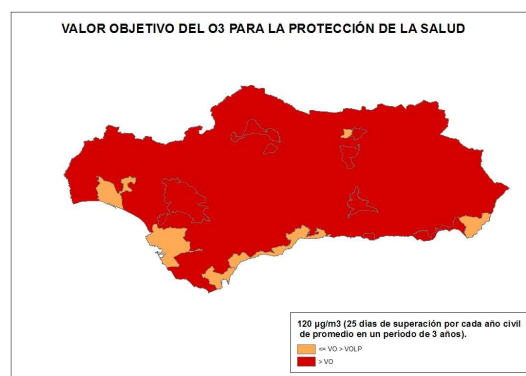 VALOR OBJETIVO DEL O3 PARA LA PROTECCIÓN DE LA SALUD
120 µg/m3 (25 días de superación por cada año civil
de promedio en un periodo de 3 años).
<= VO > VOLP
> VO